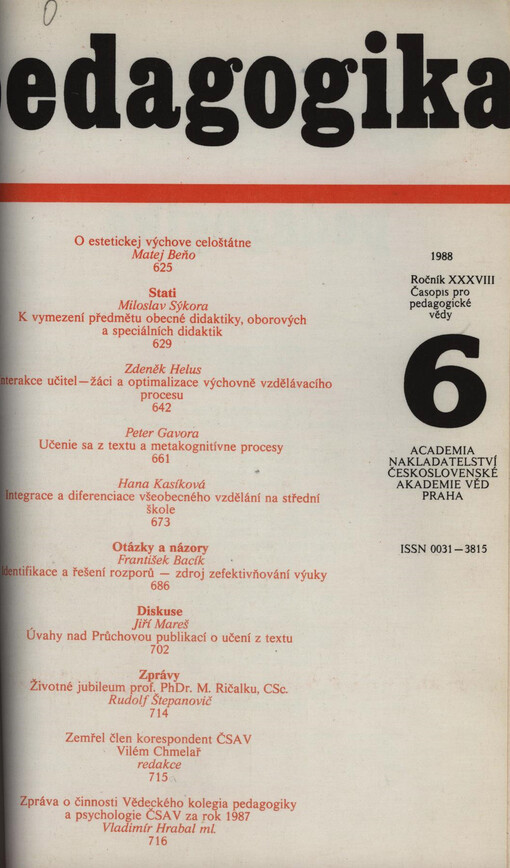 0
pedagogika
O estetickej výchove celoštátne
Matej Beňo
625
Stati
Miloslav Sýkora
K vymezení předmětu obecné didaktiky, oborových
a speciálních didaktik
629
Zdeněk Helus
nterakce učitel—žáci a optimalizace výchovně vzdělávacího
procesu
642
Peter Gavora
Učenie sa z textu a metakognitívne procesy
661
Hana Kasíková
Integrace a diferenciace všeobecného vzdělání na střední
škole
673
Otázky a názory
František Bacík
identifikace a řešení rozporů — zdroj zefektivňování výuky
686
Diskuse
Jiří Mareš
Úvahy nad Průchovou publikací o učení z textu
702
Zprávy
Životné jubileum prof. PhDr. M. Ričalku, CSc.
Rudolf Štepanovič
714
Zemřel člen korespondent ČSAV
Vilém Chmelař
redakce
715
Zpráva o činnosti Vědeckého kolegia pedagogiky
a psychologie ČSAV za rok 1987
Vladimír Hrabal ml.
716
1988
Ročník XXXVIII
Časopis pro
pedagogické
vědy
6
ACADEMIA
NAKLADATELSTVÍ
ČESKOSLOVENSKÉ
AKADEMIE VĚD
PRAHA
ISSN 0031—3815